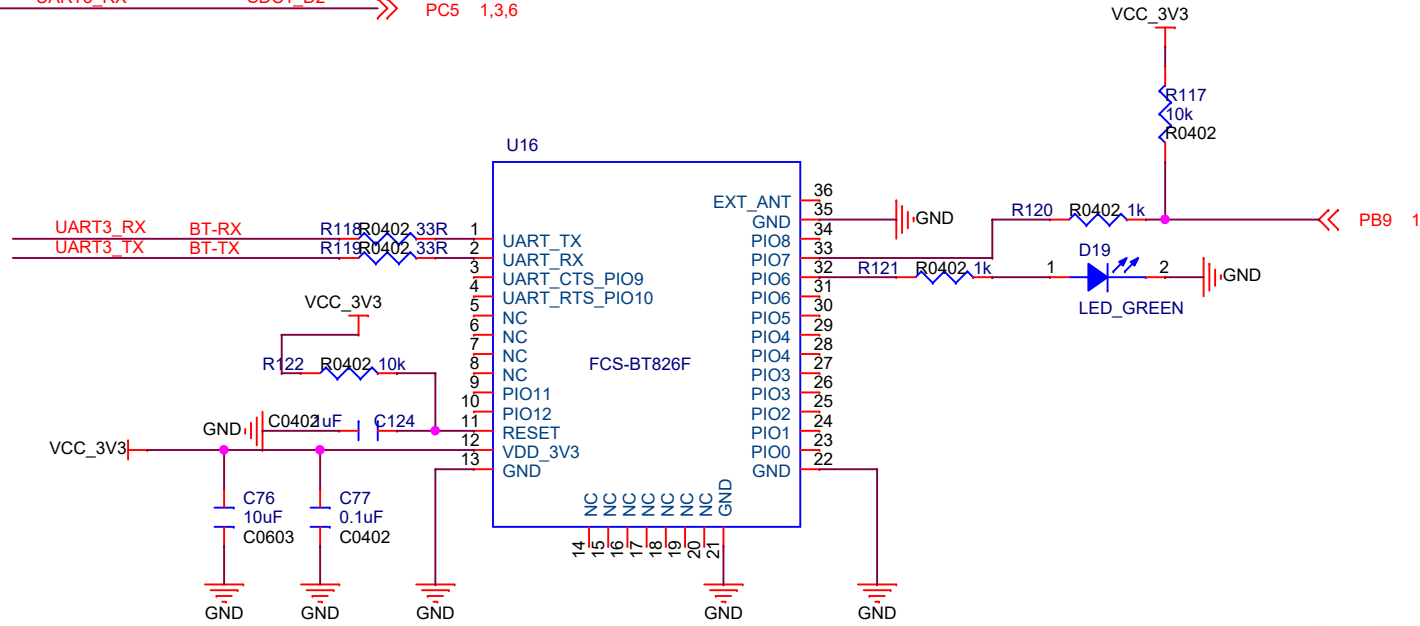 UART3_RX SDC1_D2
PC5 1,3,6
VCC_3V3
R117
10k
R0402
U16
EXT_ANT 36
GND 35
GND
PIO8 34
PIO7 33
PIO6 32
PIO6 31
PIO5 30
PIO4 29
PIO4 28
PIO3 27
PIO3 26
PIO2 25
PIO1 24
PIO0 23
GND 22
R120 R0402 1k
PB9 1
D19
R121 R0402 1k 1 2 GND
LED_GREEN
UART3_RX BT-RX R118 R0402 33R 1 UART_TX
UART3_TX BT-TX R119 R0402 33R 2 UART_RX
3 UART_CTS_PIO9
4 UART_RTS_PIO10
5 NC
6 NC
7 NC
8 NC
9 PIO11
10 PIO12
11 RESET
12 VDD_3V3
13 GND
FCS-BT826F
VCC_3V3
R122 R0402 10k
GND C0402 1uF C124
VCC_3V3
C76
10uF
C0603
C77
0.1uF
C0402
NC NC NC NC NC NC NC GND
14 15 16 17 18 19 20 21
GND GND GND GND GND